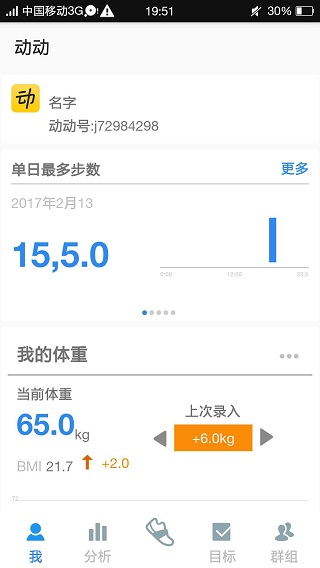 中国移动3G 19:51 30%
动动
动
名字
动动号:j72984298
单日最多步数 更多
2017年2月13
15,5.0
0:00 12:00 23:5
我的体重
当前体重
上次录入
65.0kg
+6.0kg
BMI 21.7 +2.0
我 分析 目标 群组